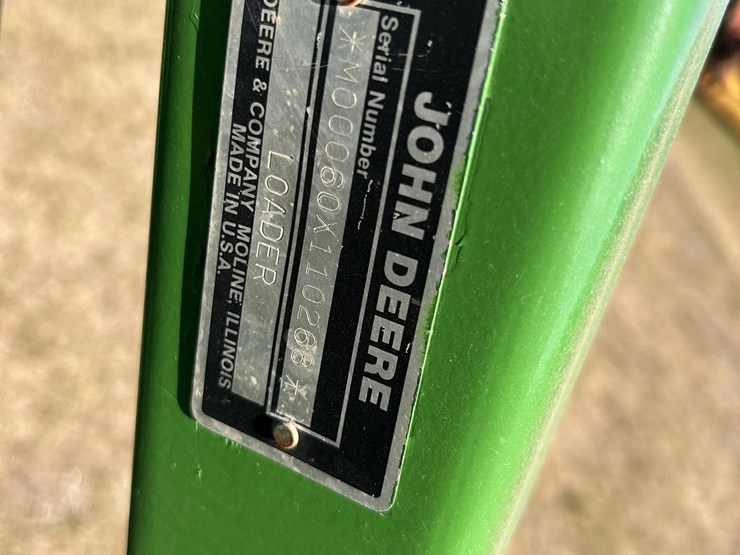 JOHN DEERE
Serial Number
*M00060X110268*
LOADER
DEERE & COMPANY MOLINE, ILLINOIS
MADE IN U.S.A.